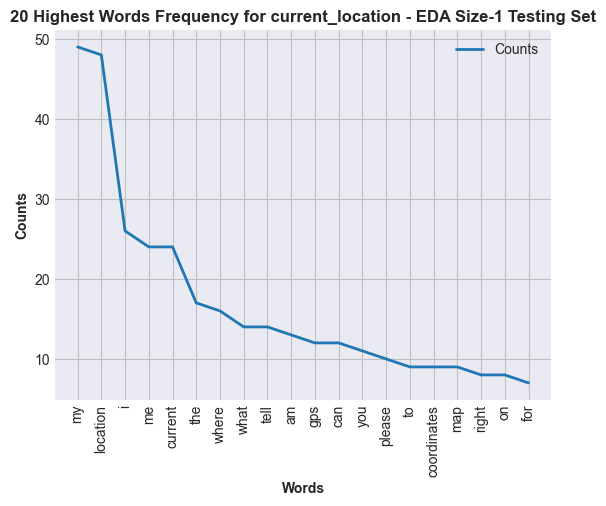 20 Highest Words Frequency for current_location - EDA Size-1 Testing Set
Counts
50
40
30
20
10
Counts
my
location
i
me
current
the
where
what
tell
am
gps
can
you
please
to
coordinates
map
right
on
for
Words